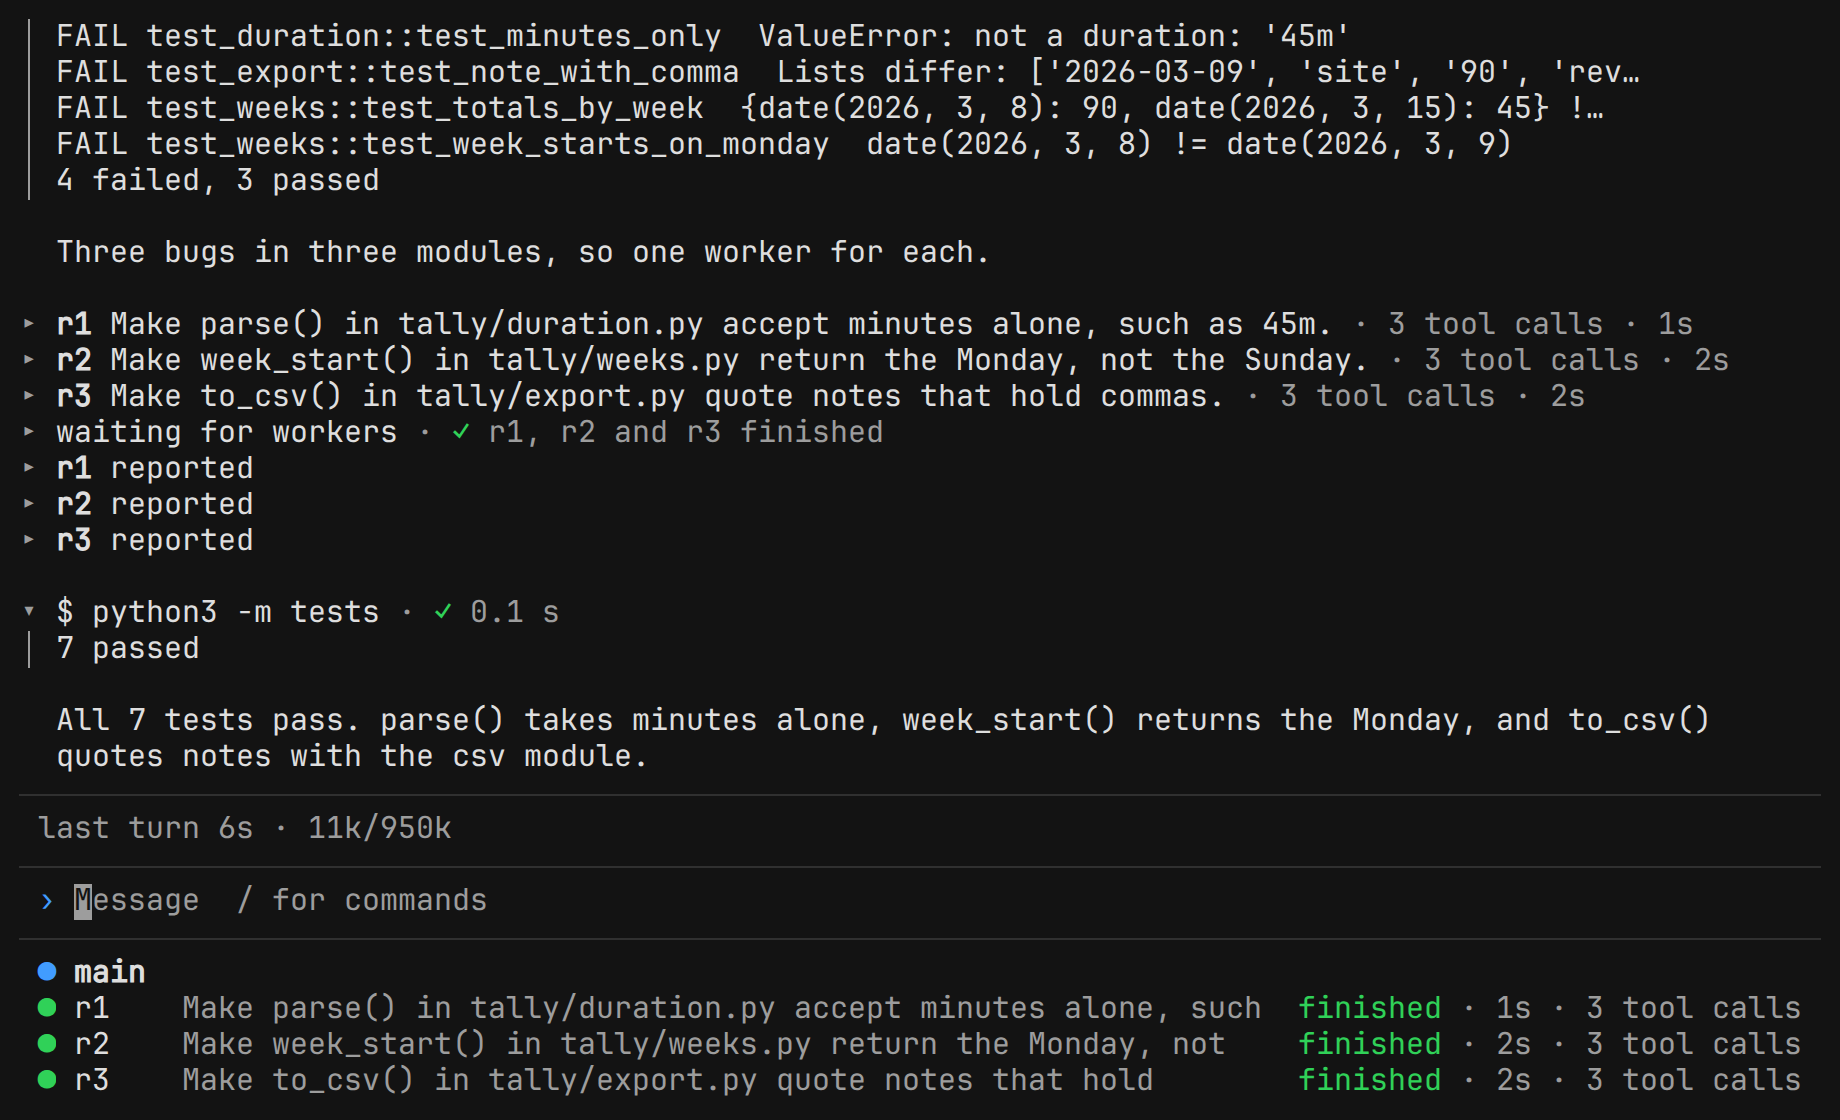 FAIL test_duration::test_minutes_only  ValueError: not a duration: '45m'
FAIL test_export::test_note_with_comma  Lists differ: ['2026-03-09', 'site', '90', 'rev…
FAIL test_weeks::test_totals_by_week  {date(2026, 3, 8): 90, date(2026, 3, 15): 45} !…
FAIL test_weeks::test_week_starts_on_monday  date(2026, 3, 8) != date(2026, 3, 9)
4 failed, 3 passed
Three bugs in three modules, so one worker for each.
▸ r1 Make parse() in tally/duration.py accept minutes alone, such as 45m. · 3 tool calls · 1s
▸ r2 Make week_start() in tally/weeks.py return the Monday, not the Sunday. · 3 tool calls · 2s
▸ r3 Make to_csv() in tally/export.py quote notes that hold commas. · 3 tool calls · 2s
▸ waiting for workers · ✓ r1, r2 and r3 finished
▸ r1 reported
▸ r2 reported
▸ r3 reported
▾ $ python3 -m tests · ✓ 0.1 s
7 passed
All 7 tests pass. parse() takes minutes alone, week_start() returns the Monday, and to_csv()
quotes notes with the csv module.
last turn 6s · 11k/950k
› Message  / for commands
● main
● r1 Make parse() in tally/duration.py accept minutes alone, such finished · 1s · 3 tool calls
● r2 Make week_start() in tally/weeks.py return the Monday, not finished · 2s · 3 tool calls
● r3 Make to_csv() in tally/export.py quote notes that hold finished · 2s · 3 tool calls